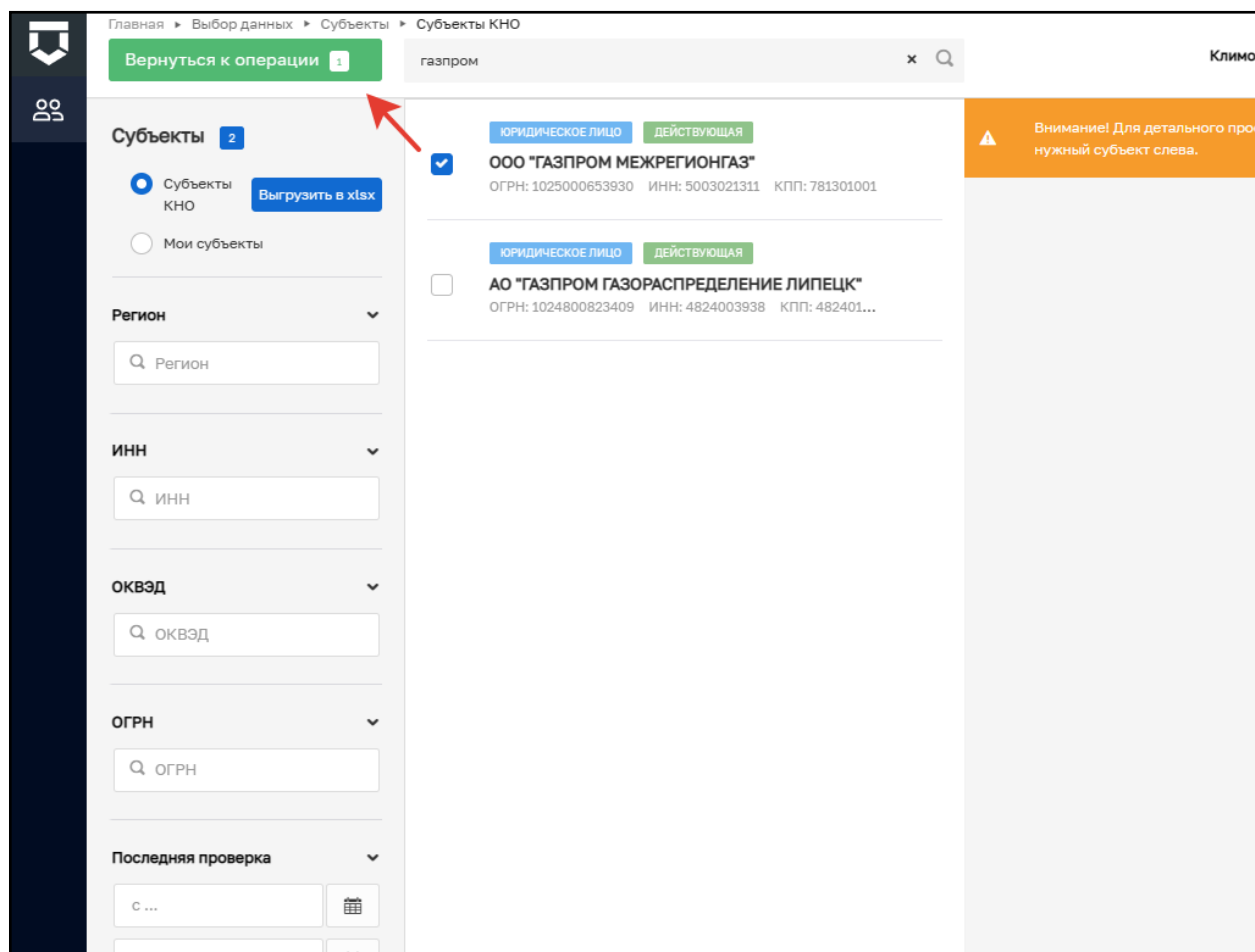 Главная ▸ Выбор данных ▸ Субъекты ▸ Субъекты КНО
Вернуться к операции 1
газпром
Субъекты 2
Субъекты
КНО
Выгрузить в xlsx
Мои субъекты
Регион
Регион
ИНН
ИНН
ОКВЭД
ОКВЭД
ОГРН
ОГРН
Последняя проверка
с ...
ЮРИДИЧЕСКОЕ ЛИЦО ДЕЙСТВУЮЩАЯ
ООО "ГАЗПРОМ МЕЖРЕГИОНГАЗ"
ОГРН: 1025000653930 ИНН: 5003021311 КПП: 781301001
ЮРИДИЧЕСКОЕ ЛИЦО ДЕЙСТВУЮЩАЯ
АО "ГАЗПРОМ ГАЗОРАСПРЕДЕЛЕНИЕ ЛИПЕЦК"
ОГРН: 1024800823409 ИНН: 4824003938 КПП: 482401...
Климо
Внимание! Для детального про
нужный субъект слева.